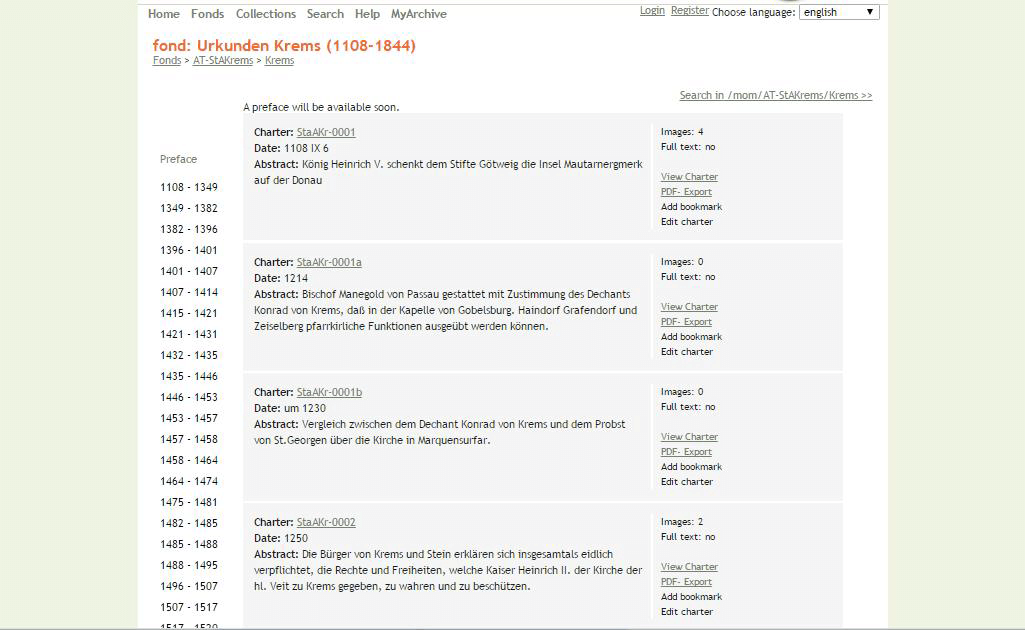 Home Fonds Collections Search Help MyArchive
Login Register Choose language: english
fond: Urkunden Krems (1108-1844)
Fonds > AT-StAKrems > Krems
Search in /mom/AT-StAKrems/Krems >>
A preface will be available soon.
Preface
1108 - 1349
1349 - 1382
1382 - 1396
1396 - 1401
1401 - 1407
1407 - 1414
1415 - 1421
1421 - 1431
1432 - 1435
1435 - 1446
1446 - 1453
1453 - 1457
1457 - 1458
1458 - 1464
1464 - 1474
1475 - 1481
1482 - 1485
1485 - 1488
1488 - 1495
1496 - 1507
1507 - 1517
1517 - 1520
Charter: StaAKr-0001
Date: 1108 IX 6
Abstract: König Heinrich V. schenkt dem Stifte Götweig die Insel Mautarnergmerk
auf der Donau
Images: 4
Full text: no
View Charter
PDF- Export
Add bookmark
Edit charter
Charter: StaAKr-0001a
Date: 1214
Abstract: Bischof Manegold von Passau gestattet mit Zustimmung des Dechants
Konrad von Krems, daß in der Kapelle von Gobelsburg. Haindorf Grafendorf und
Zeiselberg pfarrkirliche Funktionen ausgeübt werden können.
Images: 0
Full text: no
View Charter
PDF- Export
Add bookmark
Edit charter
Charter: StaAKr-0001b
Date: um 1230
Abstract: Vergleich zwischen dem Dechant Konrad von Krems und dem Probst
von St.Georgen über die Kirche in Marquensurfar.
Images: 0
Full text: no
View Charter
PDF- Export
Add bookmark
Edit charter
Charter: StaAKr-0002
Date: 1250
Abstract: Die Bürger von Krems und Stein erklären sich insgesamtals eidlich
verpflichtet, die Rechte und Freiheiten, welche Kaiser Heinrich II. der Kirche der
hl. Veit zu Krems gegeben, zu wahren und zu beschützen.
Images: 2
Full text: no
View Charter
PDF- Export
Add bookmark
Edit charter